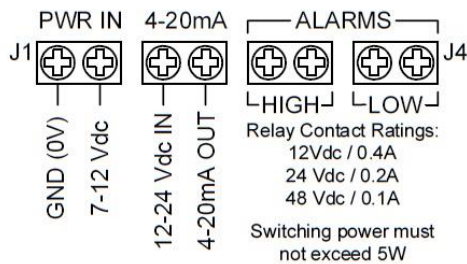 PWR IN 4-20mA ALARMS
J1 J4
HIGH LOW
GND (0V)
7-12 Vdc
12-24 Vdc IN
4-20mA OUT
Relay Contact Ratings:
12Vdc / 0.4A
24 Vdc / 0.2A
48 Vdc / 0.1A
Switching power must
not exceed 5W